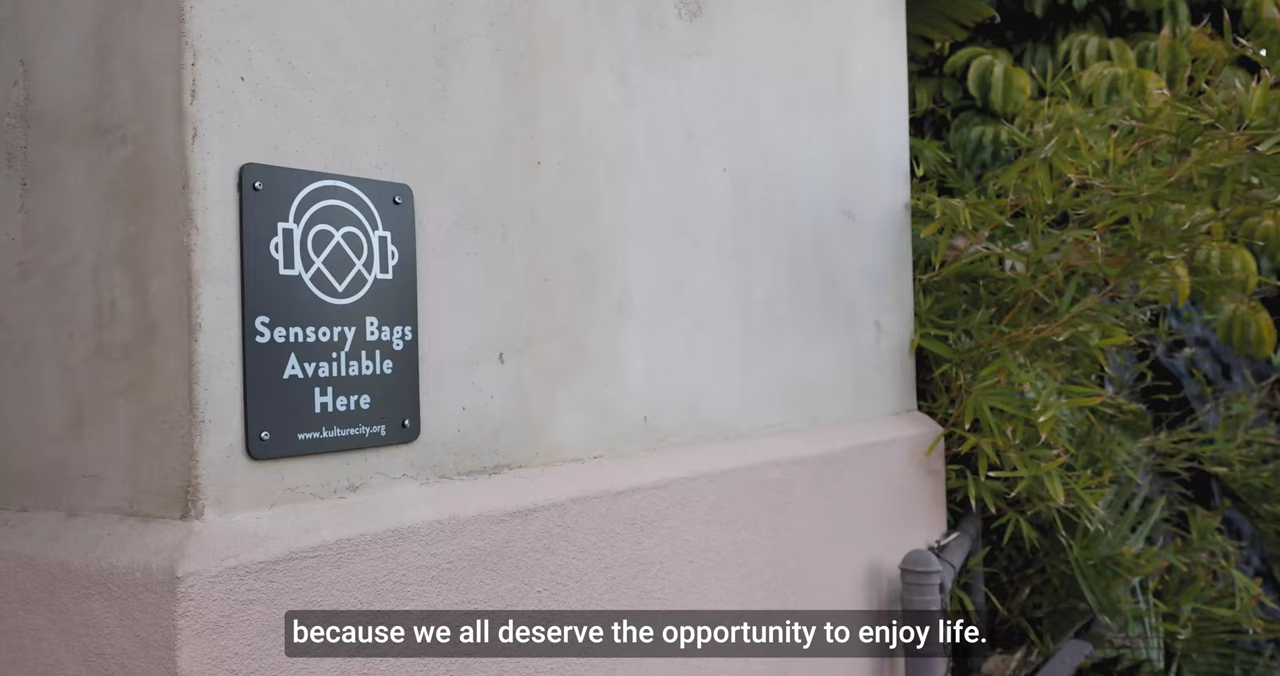 Sensory Bags
Available
Here
www.kulturecity.org
because we all deserve the opportunity to enjoy life.